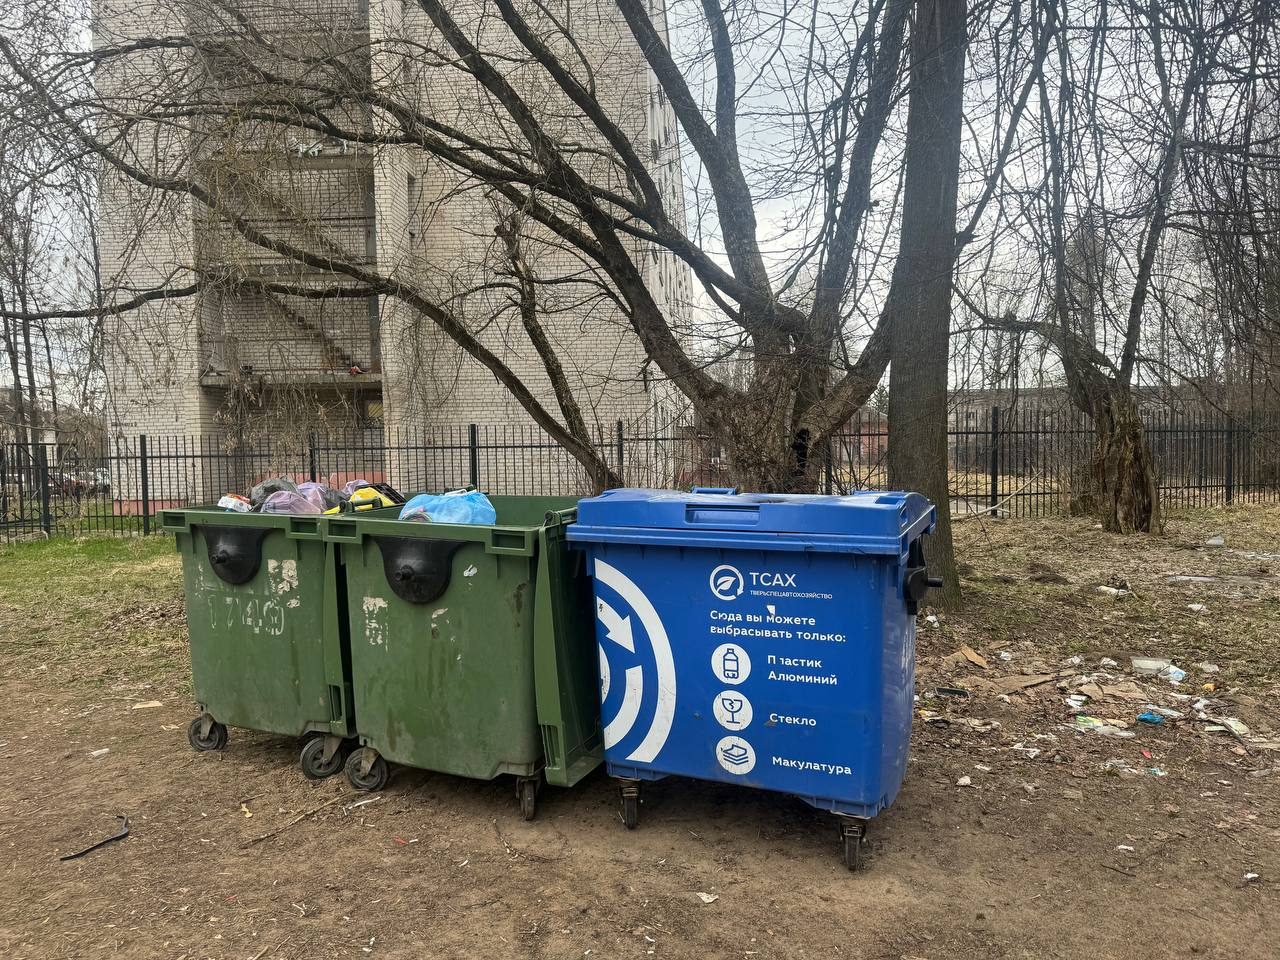 ТСАХ
ТВЕРЬСПЕЦАВТОХОЗЯЙСТВО
Сюда вы можете
выбрасывать только:
Пластик
Алюминий
Стекло
Макулатура